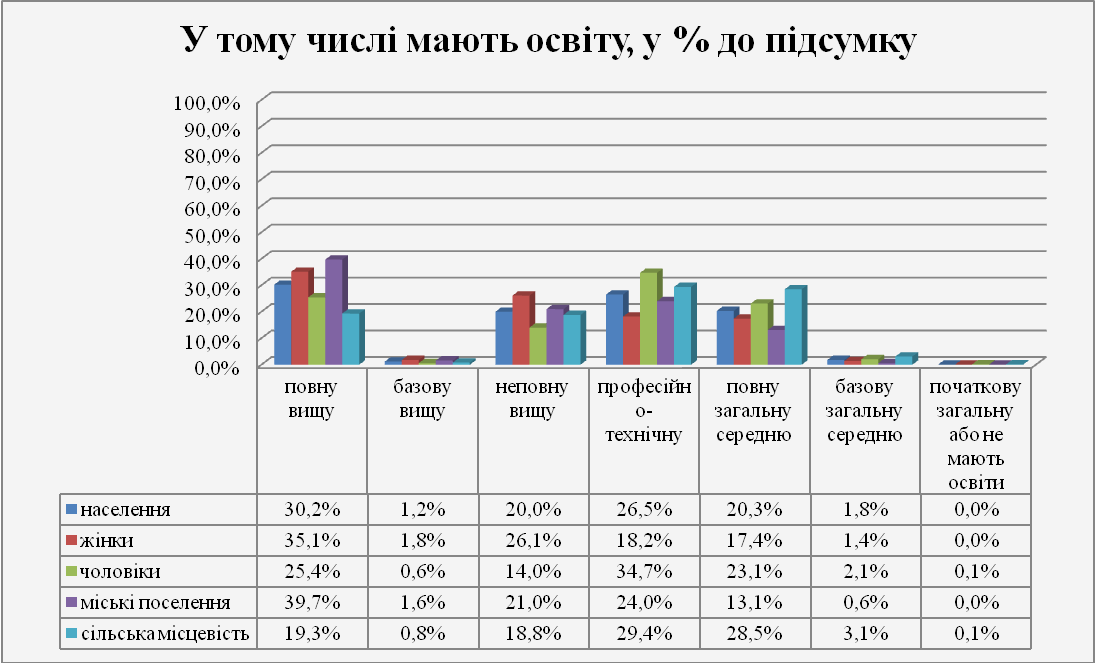 У тому числі мають освіту, у % до підсумку
100,0%
90,0%
80,0%
70,0%
60,0%
50,0%
40,0%
30,0%
20,0%
10,0%
0,0%
повну
вищу
базову
вищу
неповну
вищу
професійн
о-
технічну
повну
загальну
середню
базову
загальну
середню
початкову
загальну
або не
мають
освіти
населення 30,2% 1,2% 20,0% 26,5% 20,3% 1,8% 0,0%
жінки 35,1% 1,8% 26,1% 18,2% 17,4% 1,4% 0,0%
чоловіки 25,4% 0,6% 14,0% 34,7% 23,1% 2,1% 0,1%
міські поселення 39,7% 1,6% 21,0% 24,0% 13,1% 0,6% 0,0%
сільська місцевість 19,3% 0,8% 18,8% 29,4% 28,5% 3,1% 0,1%